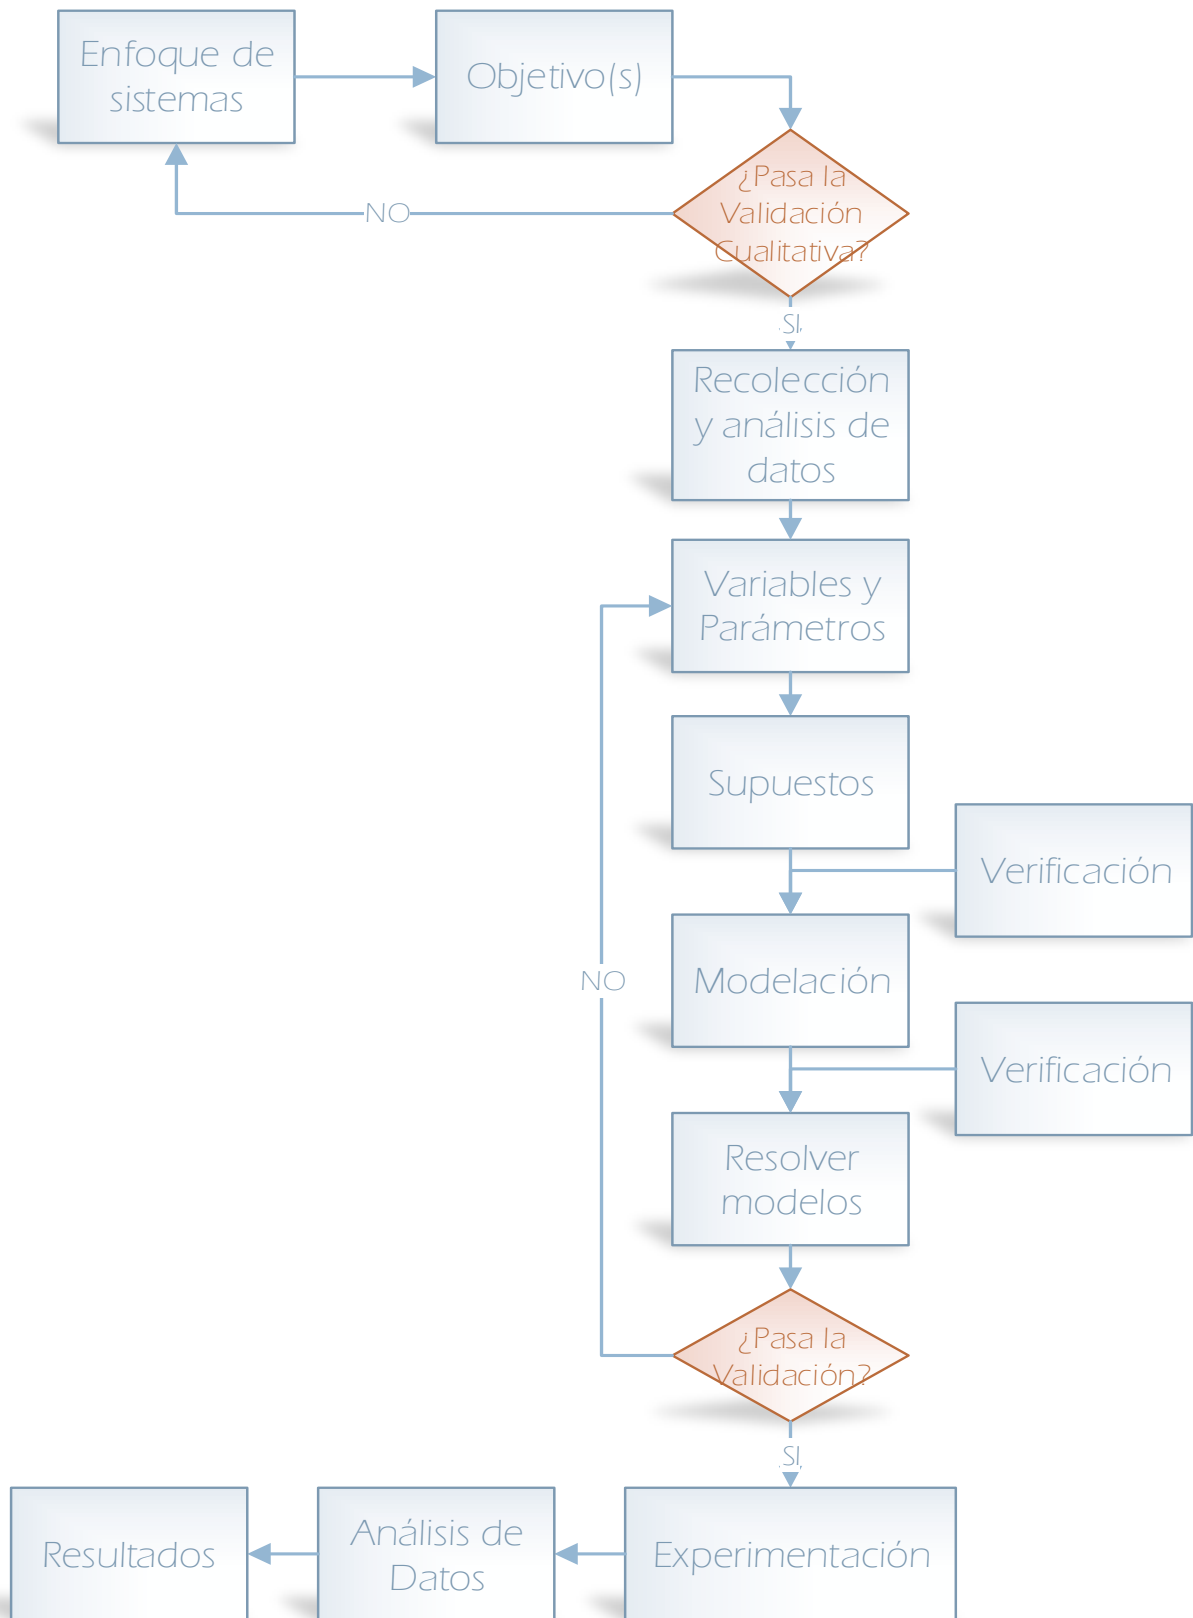 Enfoque de
sistemas
Objetivo(s)
¿Pasa la
Validación
Cualitativa?
NO
SI
Recolección
y análisis de
datos
Variables y
Parámetros
Supuestos
Verificación
Modelación
NO
Verificación
Resolver
modelos
¿Pasa la
Validación?
SI
Experimentación
Análisis de
Datos
Resultados